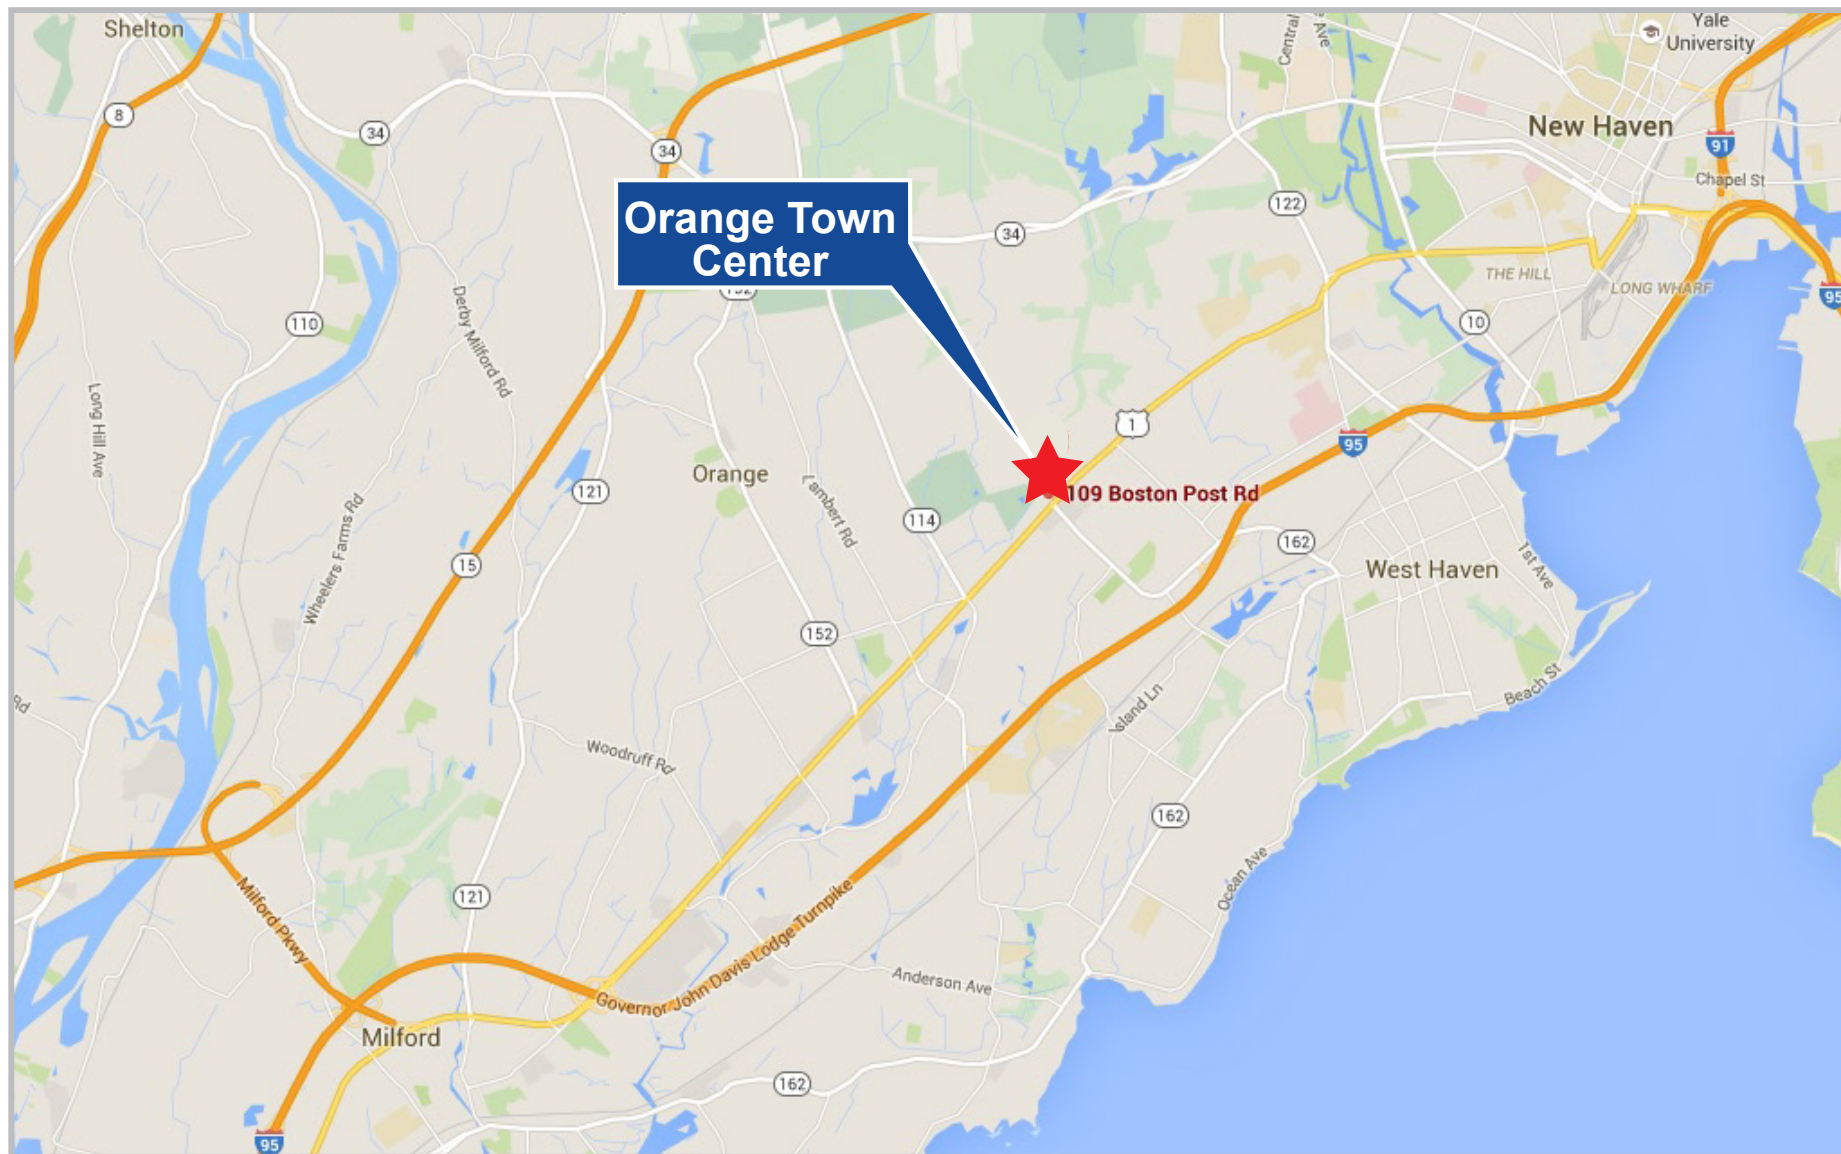 Shelton
Yale
University
Central
Ave
8
34
34
New Haven
91
Chapel St
Orange Town
Center
122
34
THE HILL
LONG WHARF
95
110
Derby Milford Rd
10
Long Hill Ave
1
95
Orange
Lambert Rd
121
109 Boston Post Rd
114
Wheelers Farms Rd
162
1st Ave
15
West Haven
152
Rd
Island Ln
Beach St
Woodruff Rd
162
Milford Pkwy
121
Ocean Ave
Governor John Davis Lodge Turnpike
Anderson Ave
Milford
162
95